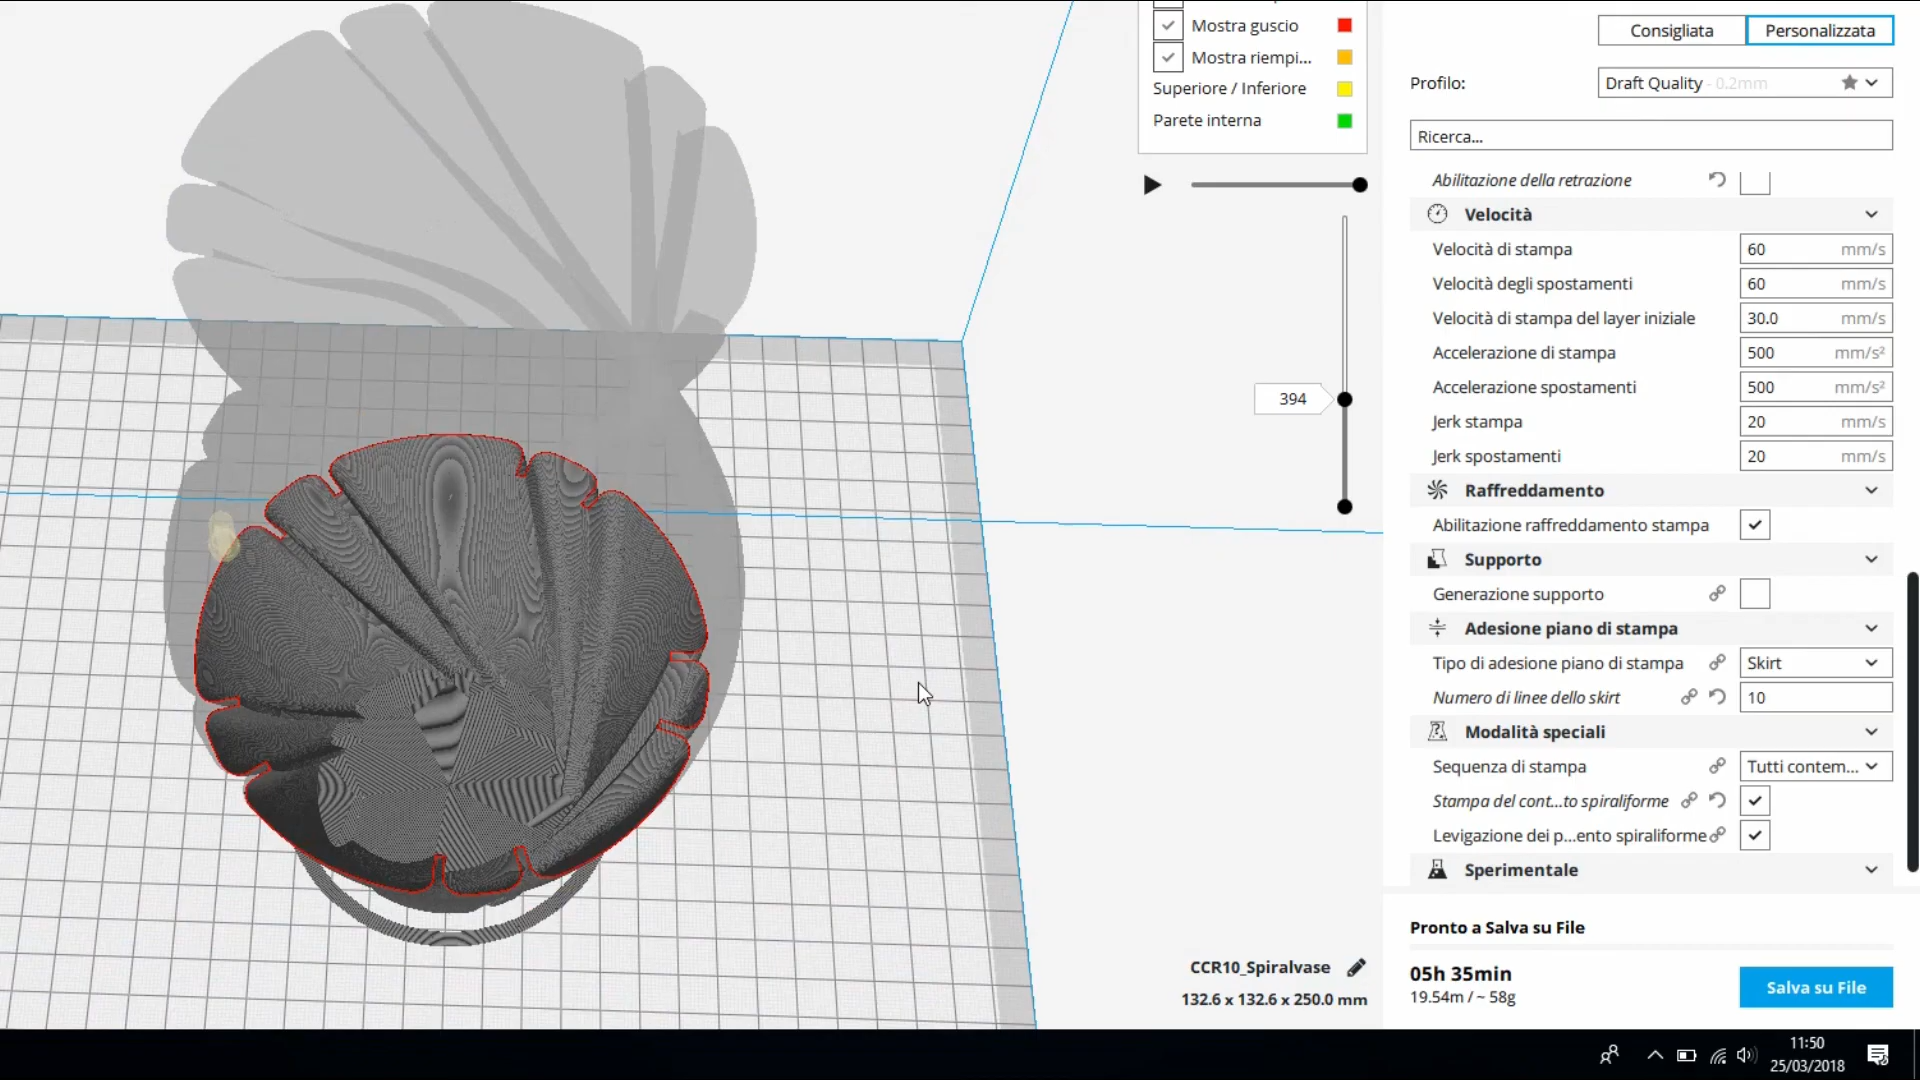 Mostra guscio
Mostra riempi...
Superiore / Inferiore
Parete interna
394
CCR10_Spiralvase
132.6 x 132.6 x 250.0 mm
Consigliata
Personalizzata
Profilo:
Draft Quality - 0.2mm
Ricerca...
Abilitazione della retrazione
Velocità
Velocità di stampa 60 mm/s
Velocità degli spostamenti 60 mm/s
Velocità di stampa del layer iniziale 30.0 mm/s
Accelerazione di stampa 500 mm/s²
Accelerazione spostamenti 500 mm/s²
Jerk stampa 20 mm/s
Jerk spostamenti 20 mm/s
Raffreddamento
Abilitazione raffreddamento stampa
Supporto
Generazione supporto
Adesione piano di stampa
Tipo di adesione piano di stampa Skirt
Numero di linee dello skirt 10
Modalità speciali
Sequenza di stampa Tutti contem...
Stampa del cont...to spiraliforme
Levigazione dei p...ento spiraliforme
Sperimentale
Pronto a Salva su File
05h 35min
19.54m / ~ 58g
Salva su File
11:50
25/03/2018